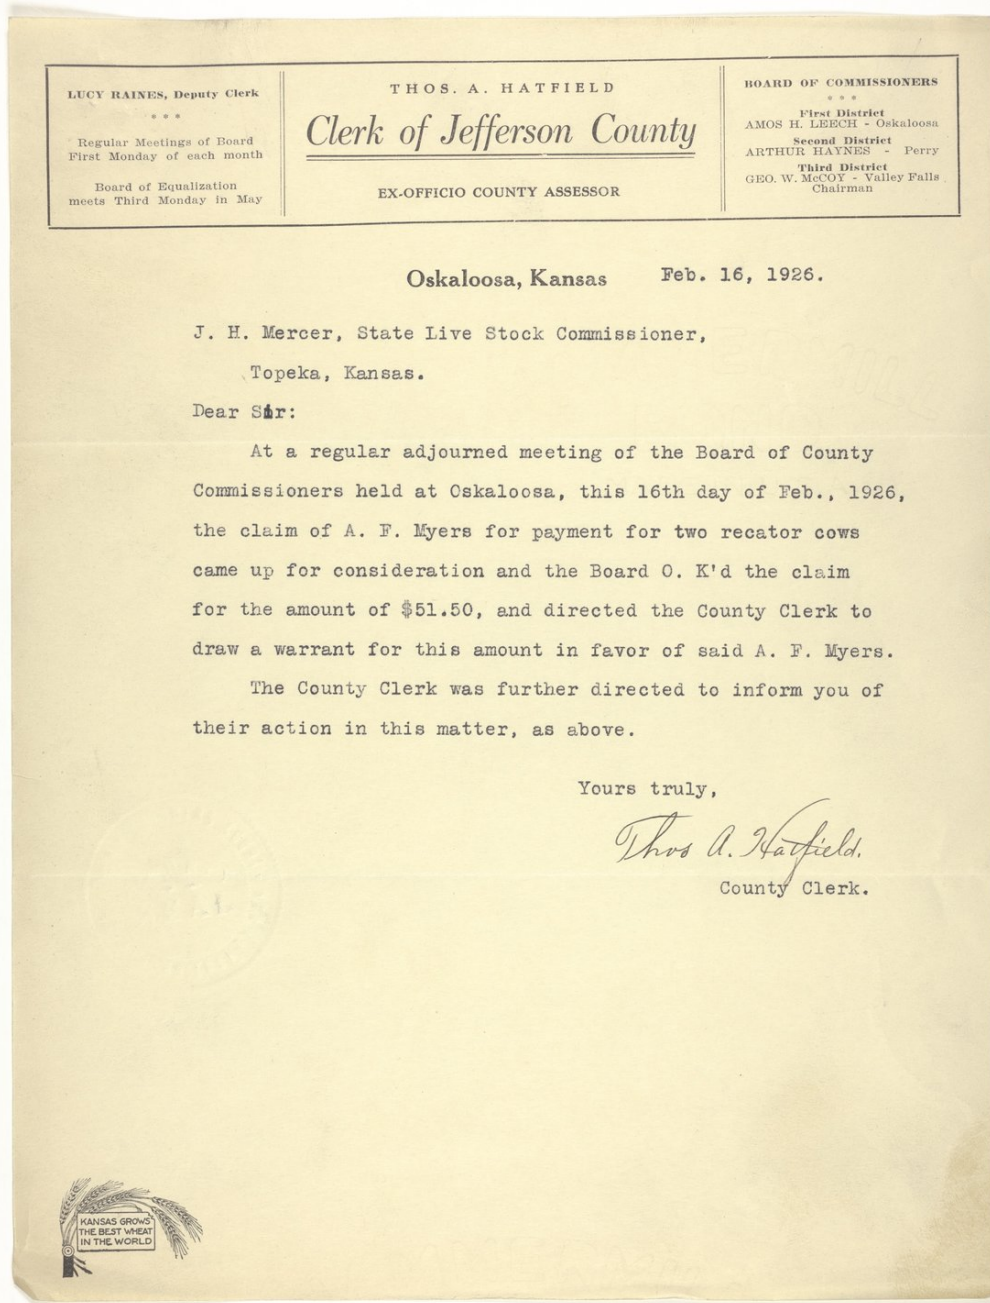 LUCY RAINES, Deputy Clerk
* * *
Regular Meetings of Board
First Monday of each month
Board of Equalization
meets Third Monday in May
THOS. A. HATFIELD
Clerk of Jefferson County
EX-OFFICIO COUNTY ASSESSOR
BOARD OF COMMISSIONERS
* * *
First District
AMOS H. LEECH - Oskaloosa
Second District
ARTHUR HAYNES - Perry
Third District
GEO. W. McCOY - Valley Falls
Chairman
Oskaloosa, Kansas Feb. 16, 1926.
J. H. Mercer, State Live Stock Commissioner,
Topeka, Kansas.
Dear Sir:
At a regular adjourned meeting of the Board of County
Commissioners held at Oskaloosa, this 16th day of Feb., 1926,
the claim of A. F. Myers for payment for two recator cows
came up for consideration and the Board O. K'd the claim
for the amount of $51.50, and directed the County Clerk to
draw a warrant for this amount in favor of said A. F. Myers.
The County Clerk was further directed to inform you of
their action in this matter, as above.
Yours truly,
Thos A. Hatfield.
County Clerk.
KANSAS GROWS
THE BEST WHEAT
IN THE WORLD